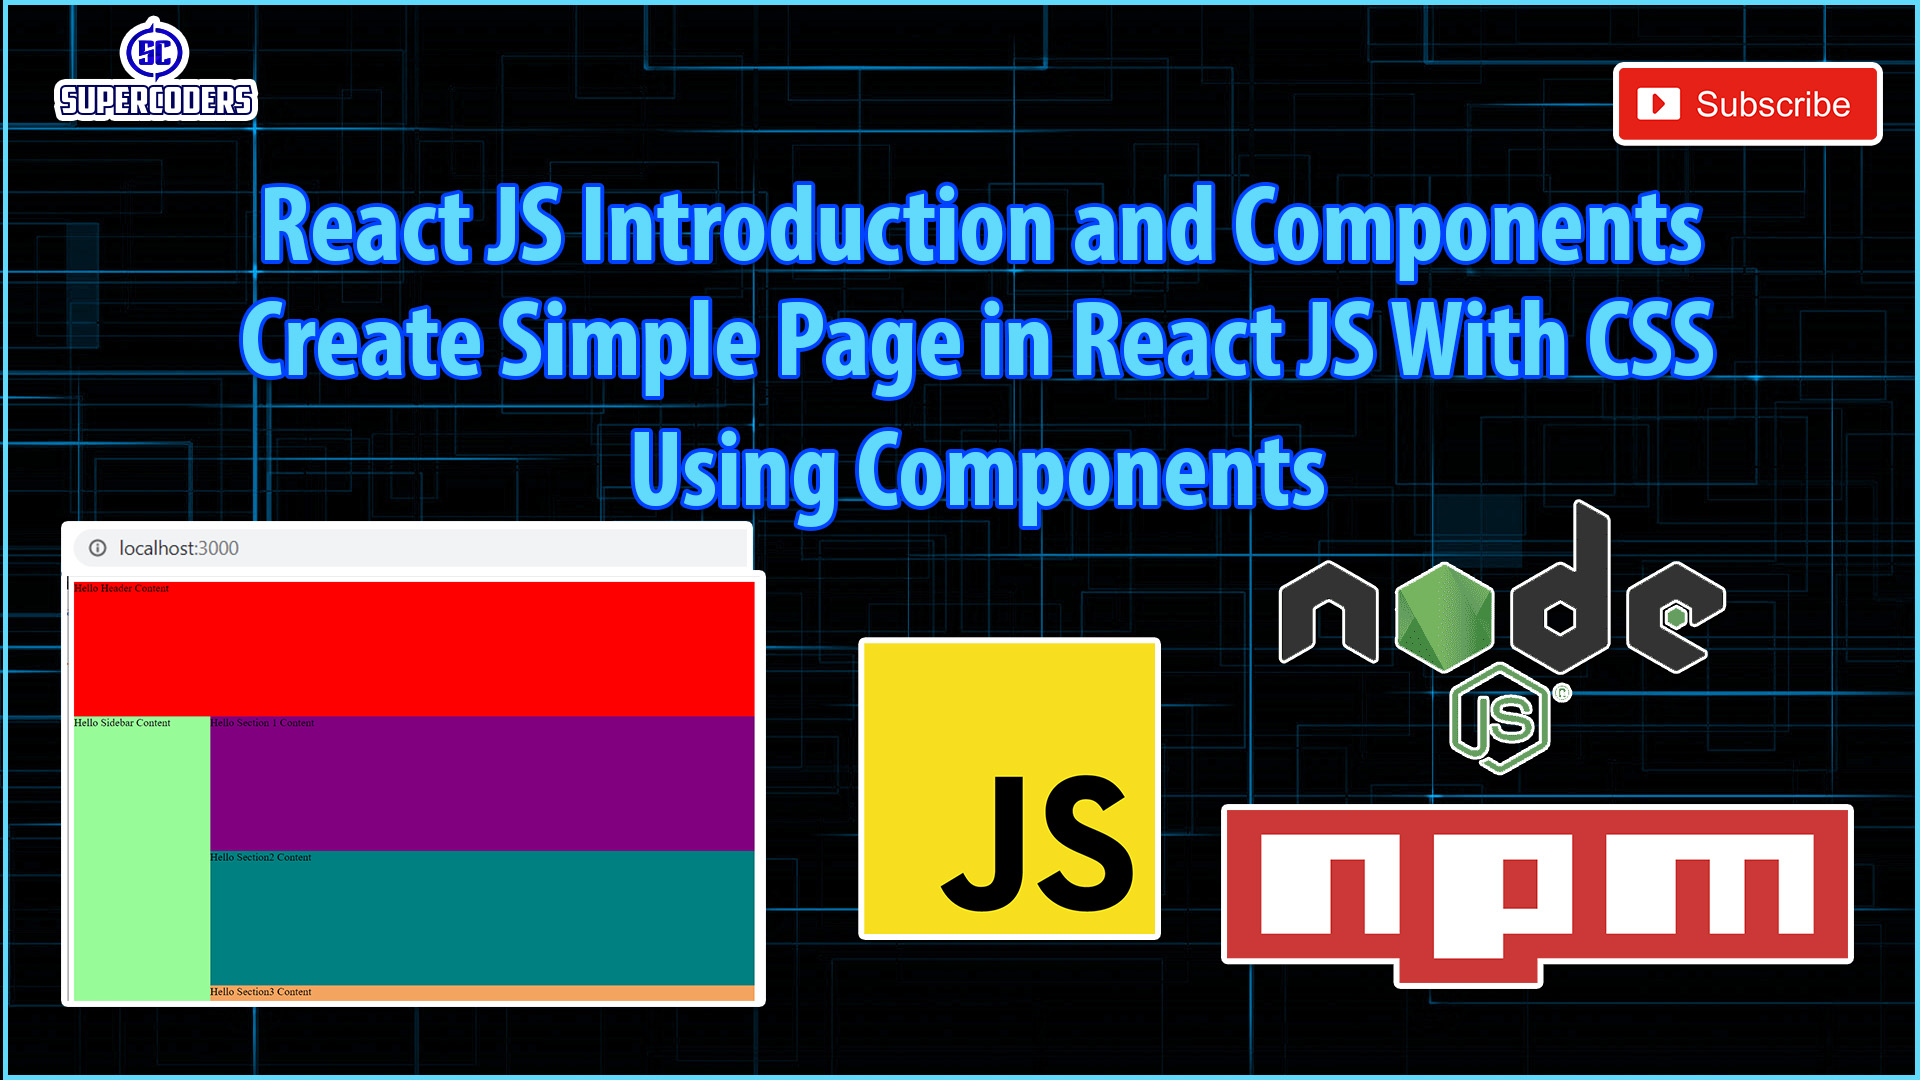 SC
SUPERCODERS
Subscribe
React JS Introduction and Components
Create Simple Page in React JS With CSS
Using Components
localhost:3000
Hello Header Content
Hello Sidebar Content
Hello Section 1 Content
Hello Section2 Content
Hello Section3 Content
JS
node
JS©
npm